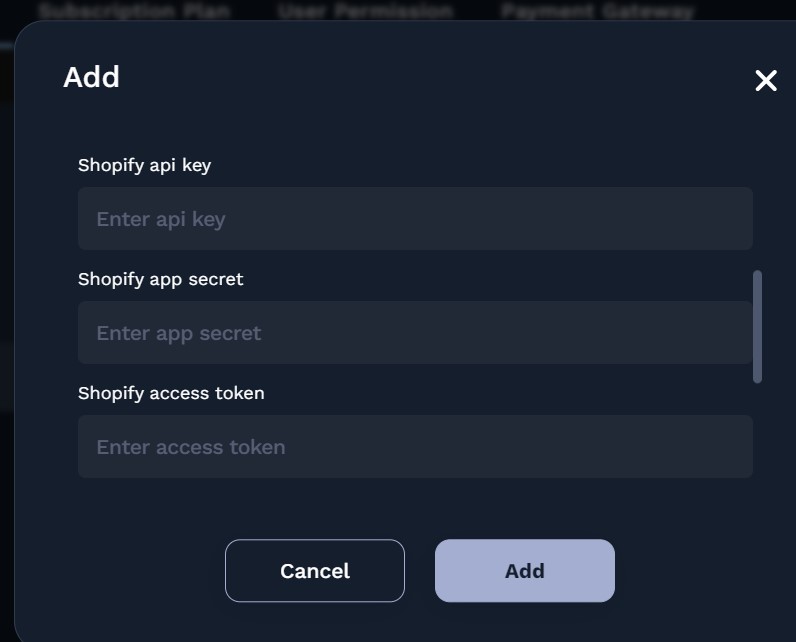 Subscription Plan User Permission Payment Gateway
Add
Shopify api key
Enter api key
Shopify app secret
Enter app secret
Shopify access token
Enter access token
Cancel Add